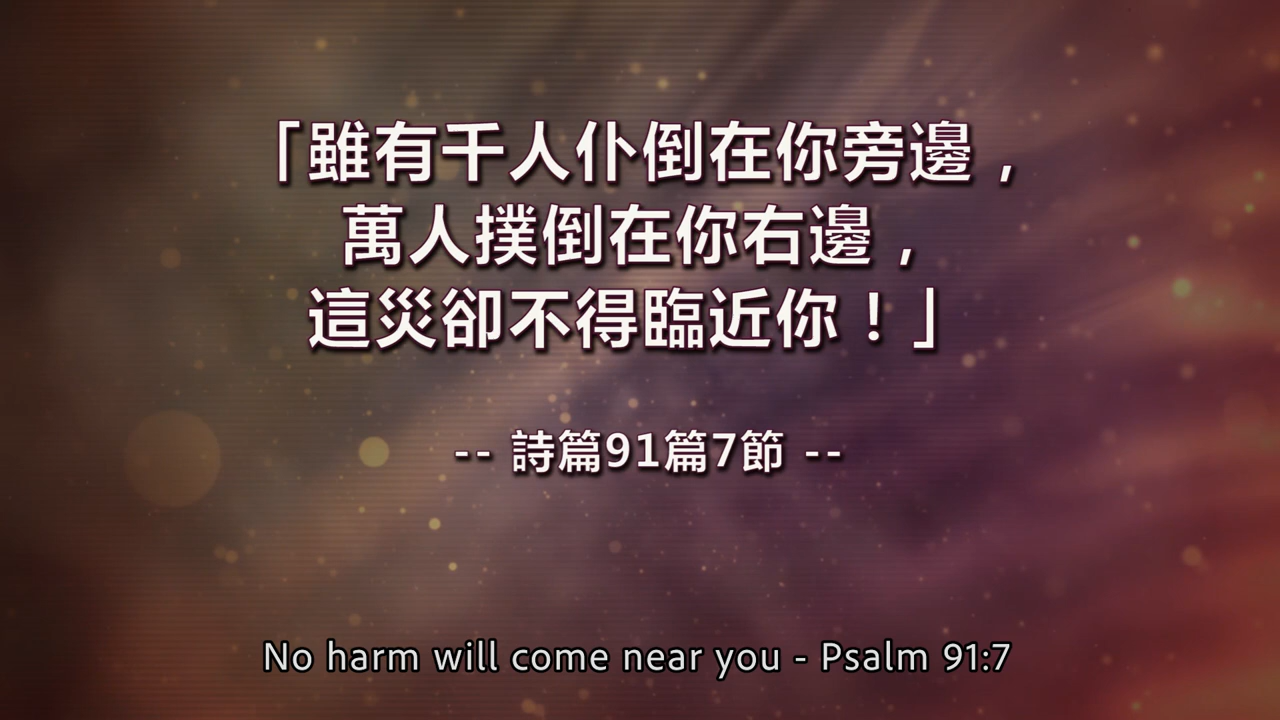 「雖有千人仆倒在你旁邊，
萬人撲倒在你右邊，
這災卻不得臨近你！」
-- 詩篇91篇7節 --
No harm will come near you - Psalm 91:7